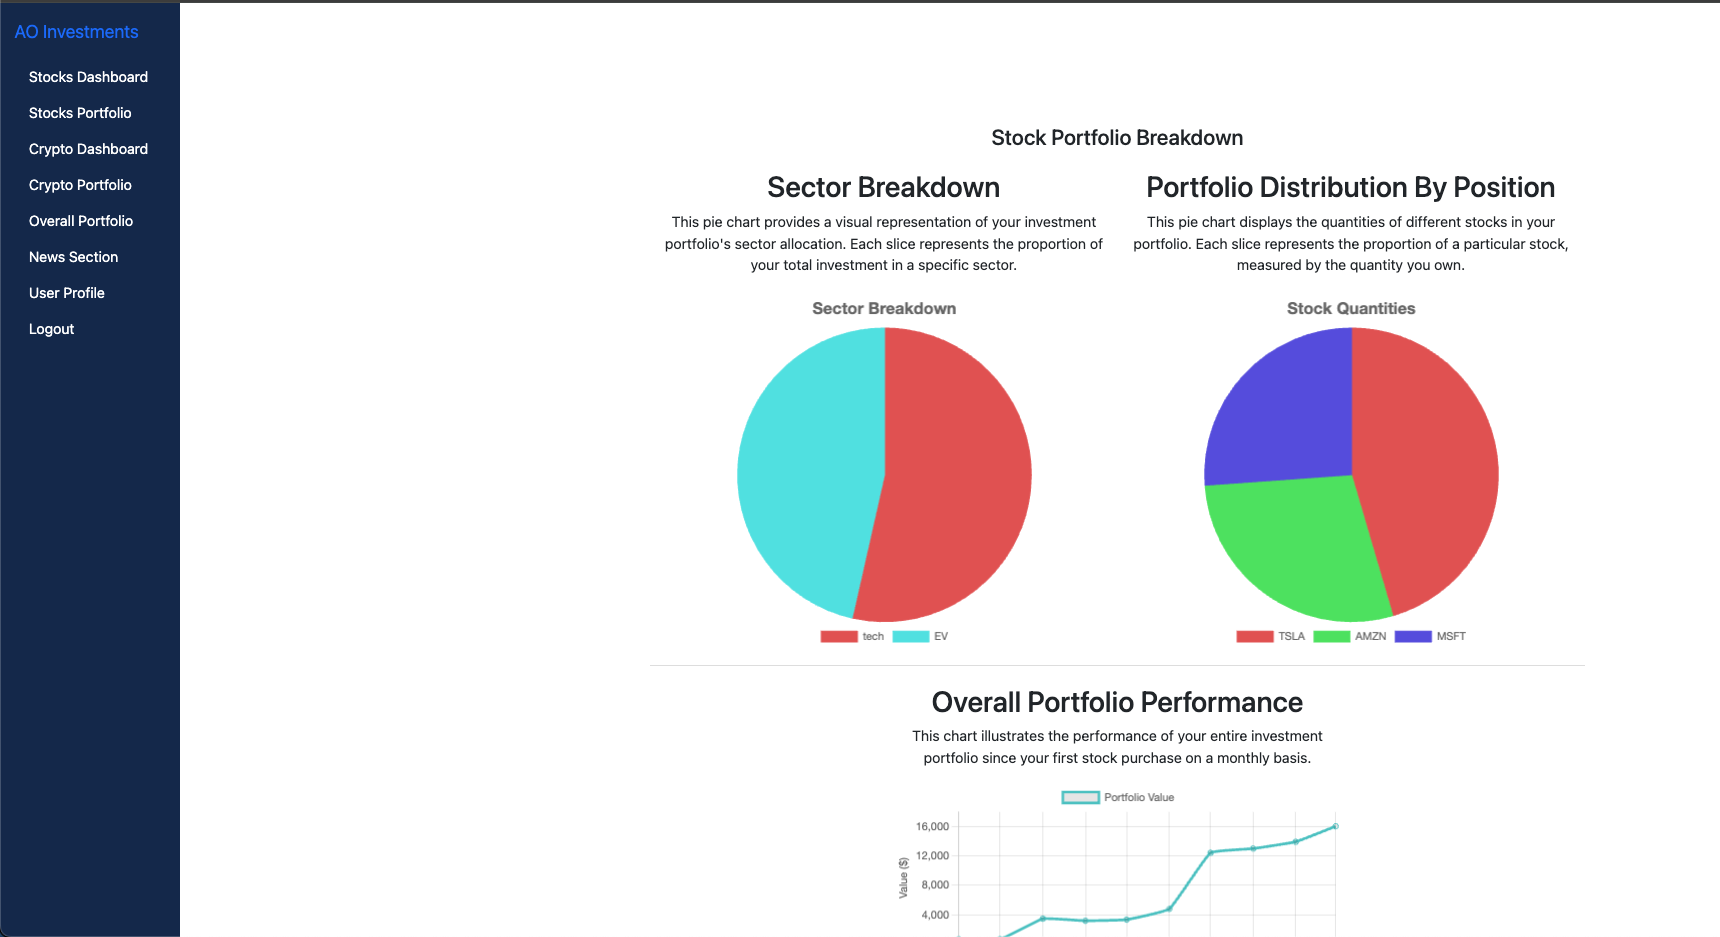 AO Investments
Stocks Dashboard
Stocks Portfolio
Crypto Dashboard
Crypto Portfolio
Overall Portfolio
News Section
User Profile
Logout
Stock Portfolio Breakdown
Sector Breakdown
This pie chart provides a visual representation of your investment
portfolio's sector allocation. Each slice represents the proportion of
your total investment in a specific sector.
Sector Breakdown
tech
EV
Portfolio Distribution By Position
This pie chart displays the quantities of different stocks in your
portfolio. Each slice represents the proportion of a particular stock,
measured by the quantity you own.
Stock Quantities
TSLA
AMZN
MSFT
Overall Portfolio Performance
This chart illustrates the performance of your entire investment
portfolio since your first stock purchase on a monthly basis.
Portfolio Value
Value ($)
16,000
12,000
8,000
4,000